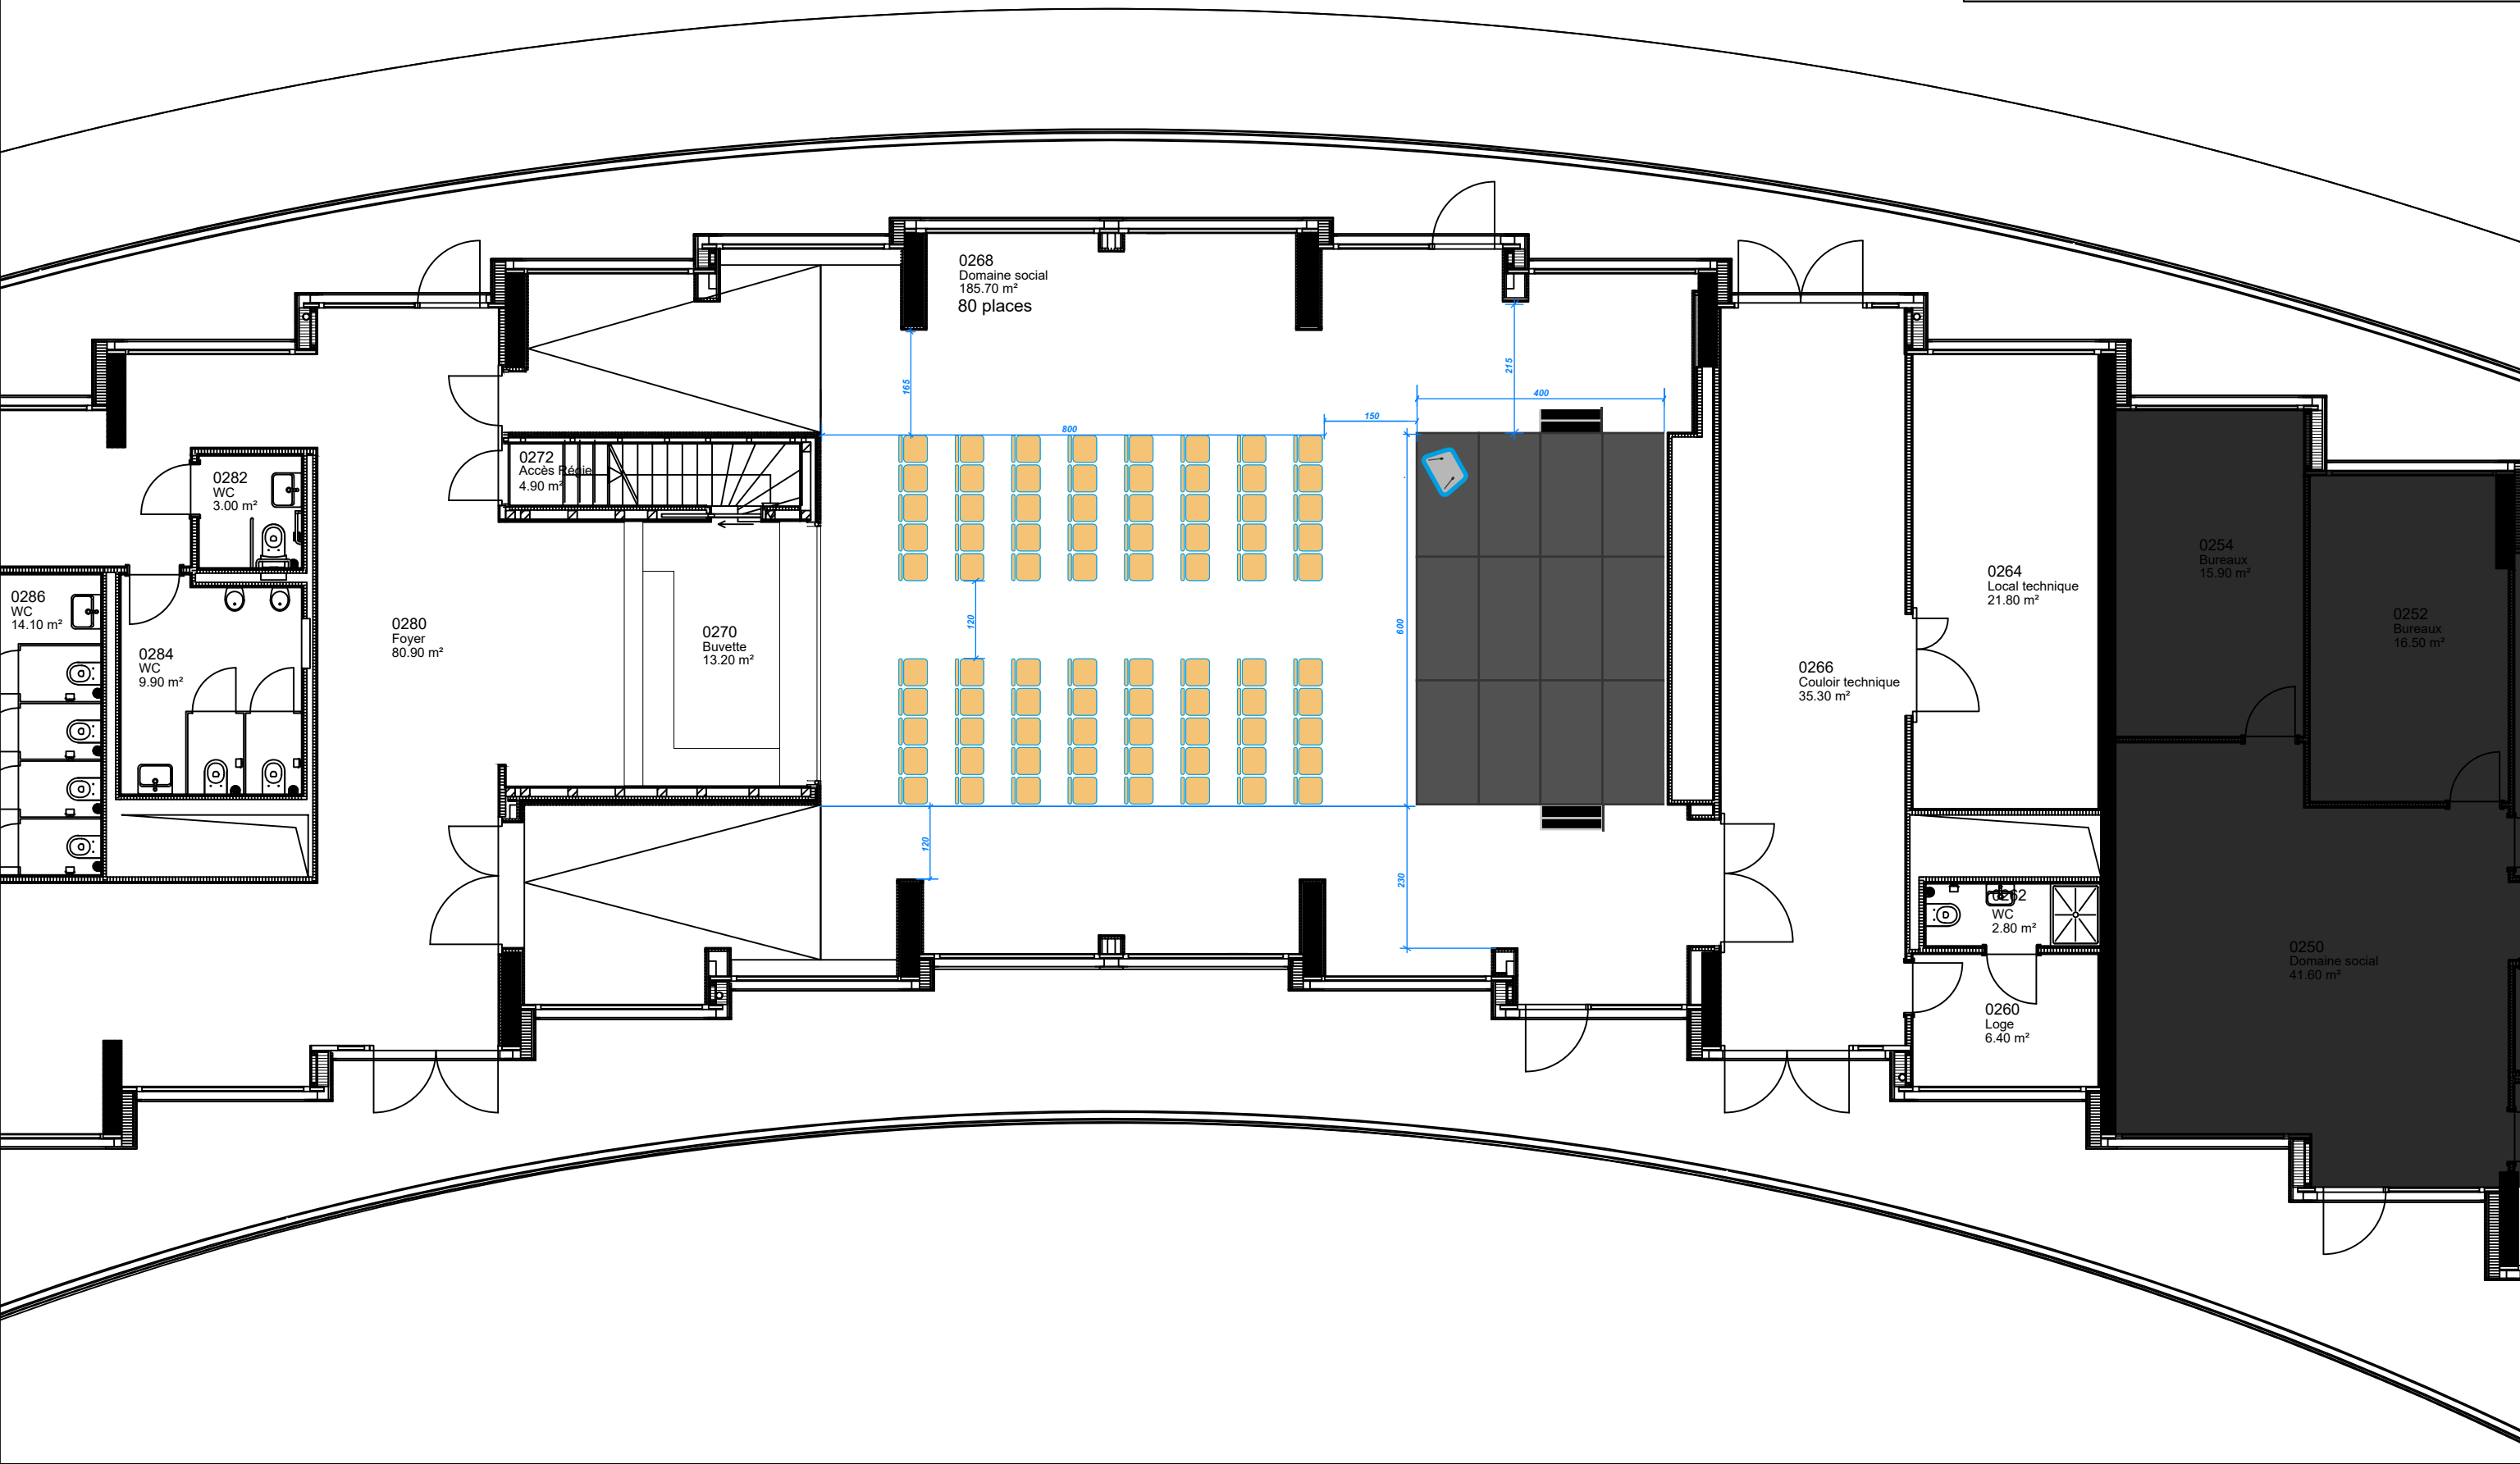 0268
Domaine social
185.70 m²
80 places
215
165
400
150
800
0272
Accès Régie
4.90 m²
0282
WC
3.00 m²
0254
Bureaux
15.90 m²
0264
Local technique
21.80 m²
0286
WC
14.10 m²
0252
Bureaux
16.50 m²
0280
Foyer
80.90 m²
0270
Buvette
13.20 m²
120
600
0284
WC
9.90 m²
0266
Couloir technique
35.30 m²
120
230
0262
WC
2.80 m²
0250
Domaine social
41.60 m²
0260
Loge
6.40 m²